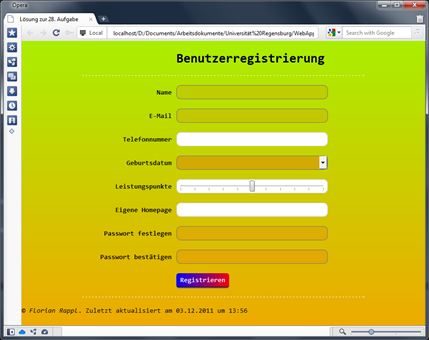 Opera
Lösung zur 28. Aufgabe
Local
localhost/D:/Documents/Arbeitsdokumente/Universität%20Regensburg/WebApp
Search with Google
Benutzerregistrierung
Name
E-Mail
Telefonnummer
Geburtsdatum
Leistungspunkte
Eigene Homepage
Passwort festlegen
Passwort bestätigen
Registrieren
© Florian Rappl. Zuletzt aktualisiert am 03.12.2011 um 13:56